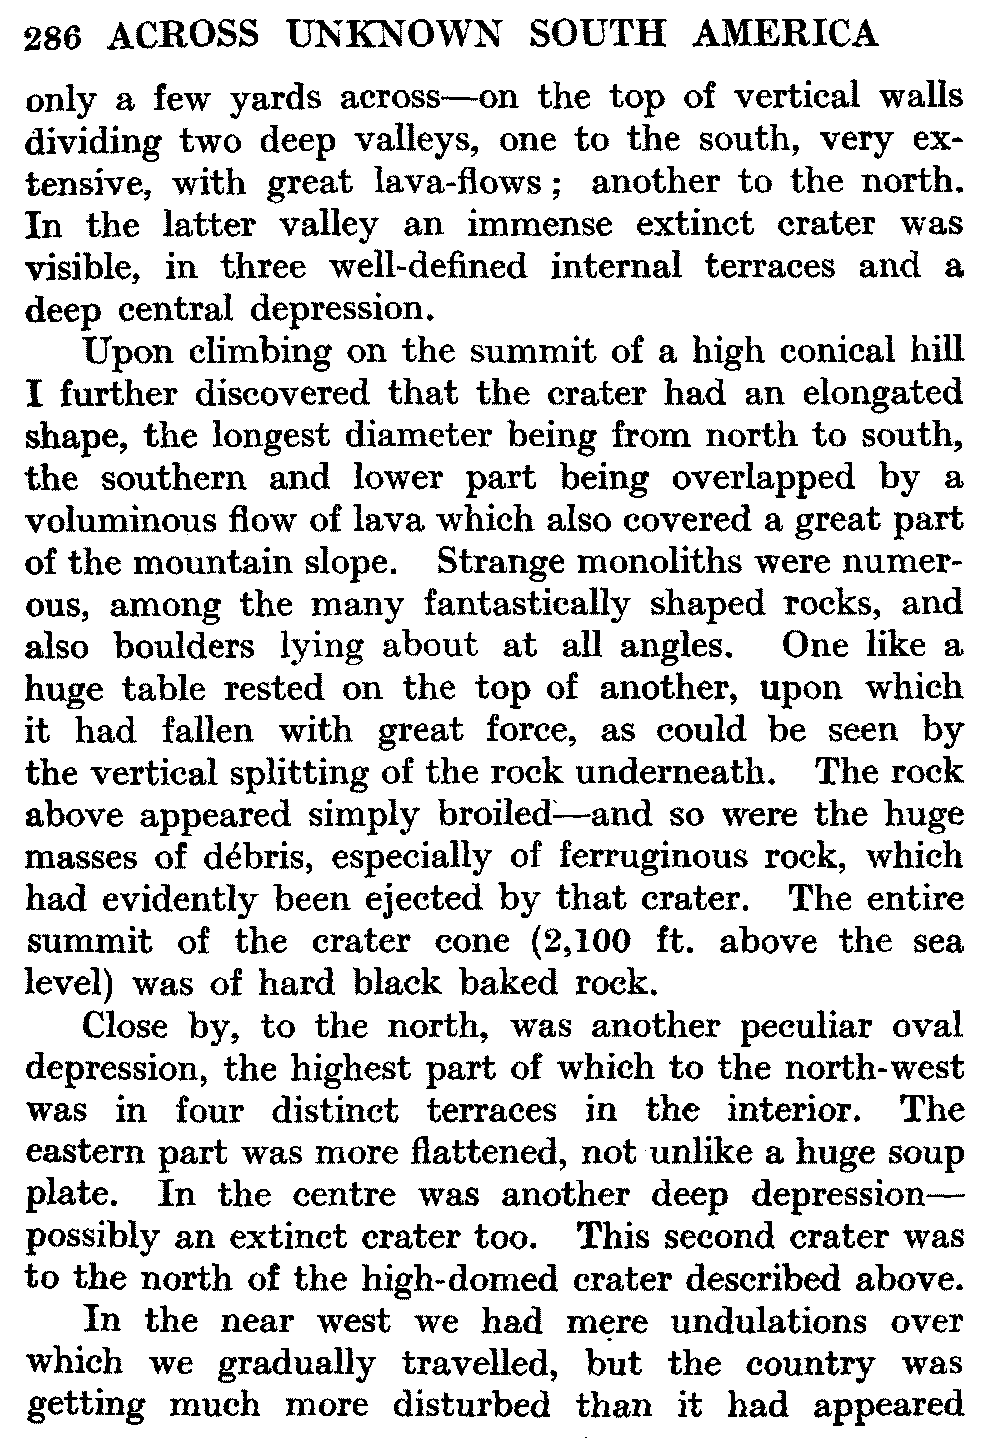 286 ACROSS UNKNOWN SOUTH AMERICA
only a few yards across—on the top of vertical walls
dividing two deep valleys, one to the south, very ex-
tensive, with great lava-flows; another to the north.
In the latter valley an immense extinct crater was
visible, in three well-defined internal terraces and a
deep central depression.
Upon climbing on the summit of a high conical hill
I further discovered that the crater had an elongated
shape, the longest diameter being from north to south,
the southern and lower part being overlapped by a
voluminous flow of lava which also covered a great part
of the mountain slope. Strange monoliths were numer-
ous, among the many fantastically shaped rocks, and
also boulders lying about at all angles. One like a
huge table rested on the top of another, upon which
it had fallen with great force, as could be seen by
the vertical splitting of the rock underneath. The rock
above appeared simply broiled—and so were the huge
masses of débris, especially of ferruginous rock, which
had evidently been ejected by that crater. The entire
summit of the crater cone (2,100 ft. above the sea
level) was of hard black baked rock.
Close by, to the north, was another peculiar oval
depression, the highest part of which to the north-west
was in four distinct terraces in the interior. The
eastern part was more flattened, not unlike a huge soup
plate. In the centre was another deep depression—
possibly an extinct crater too. This second crater was
to the north of the high-domed crater described above.
In the near west we had mere undulations over
which we gradually travelled, but the country was
getting much more disturbed than it had appeared